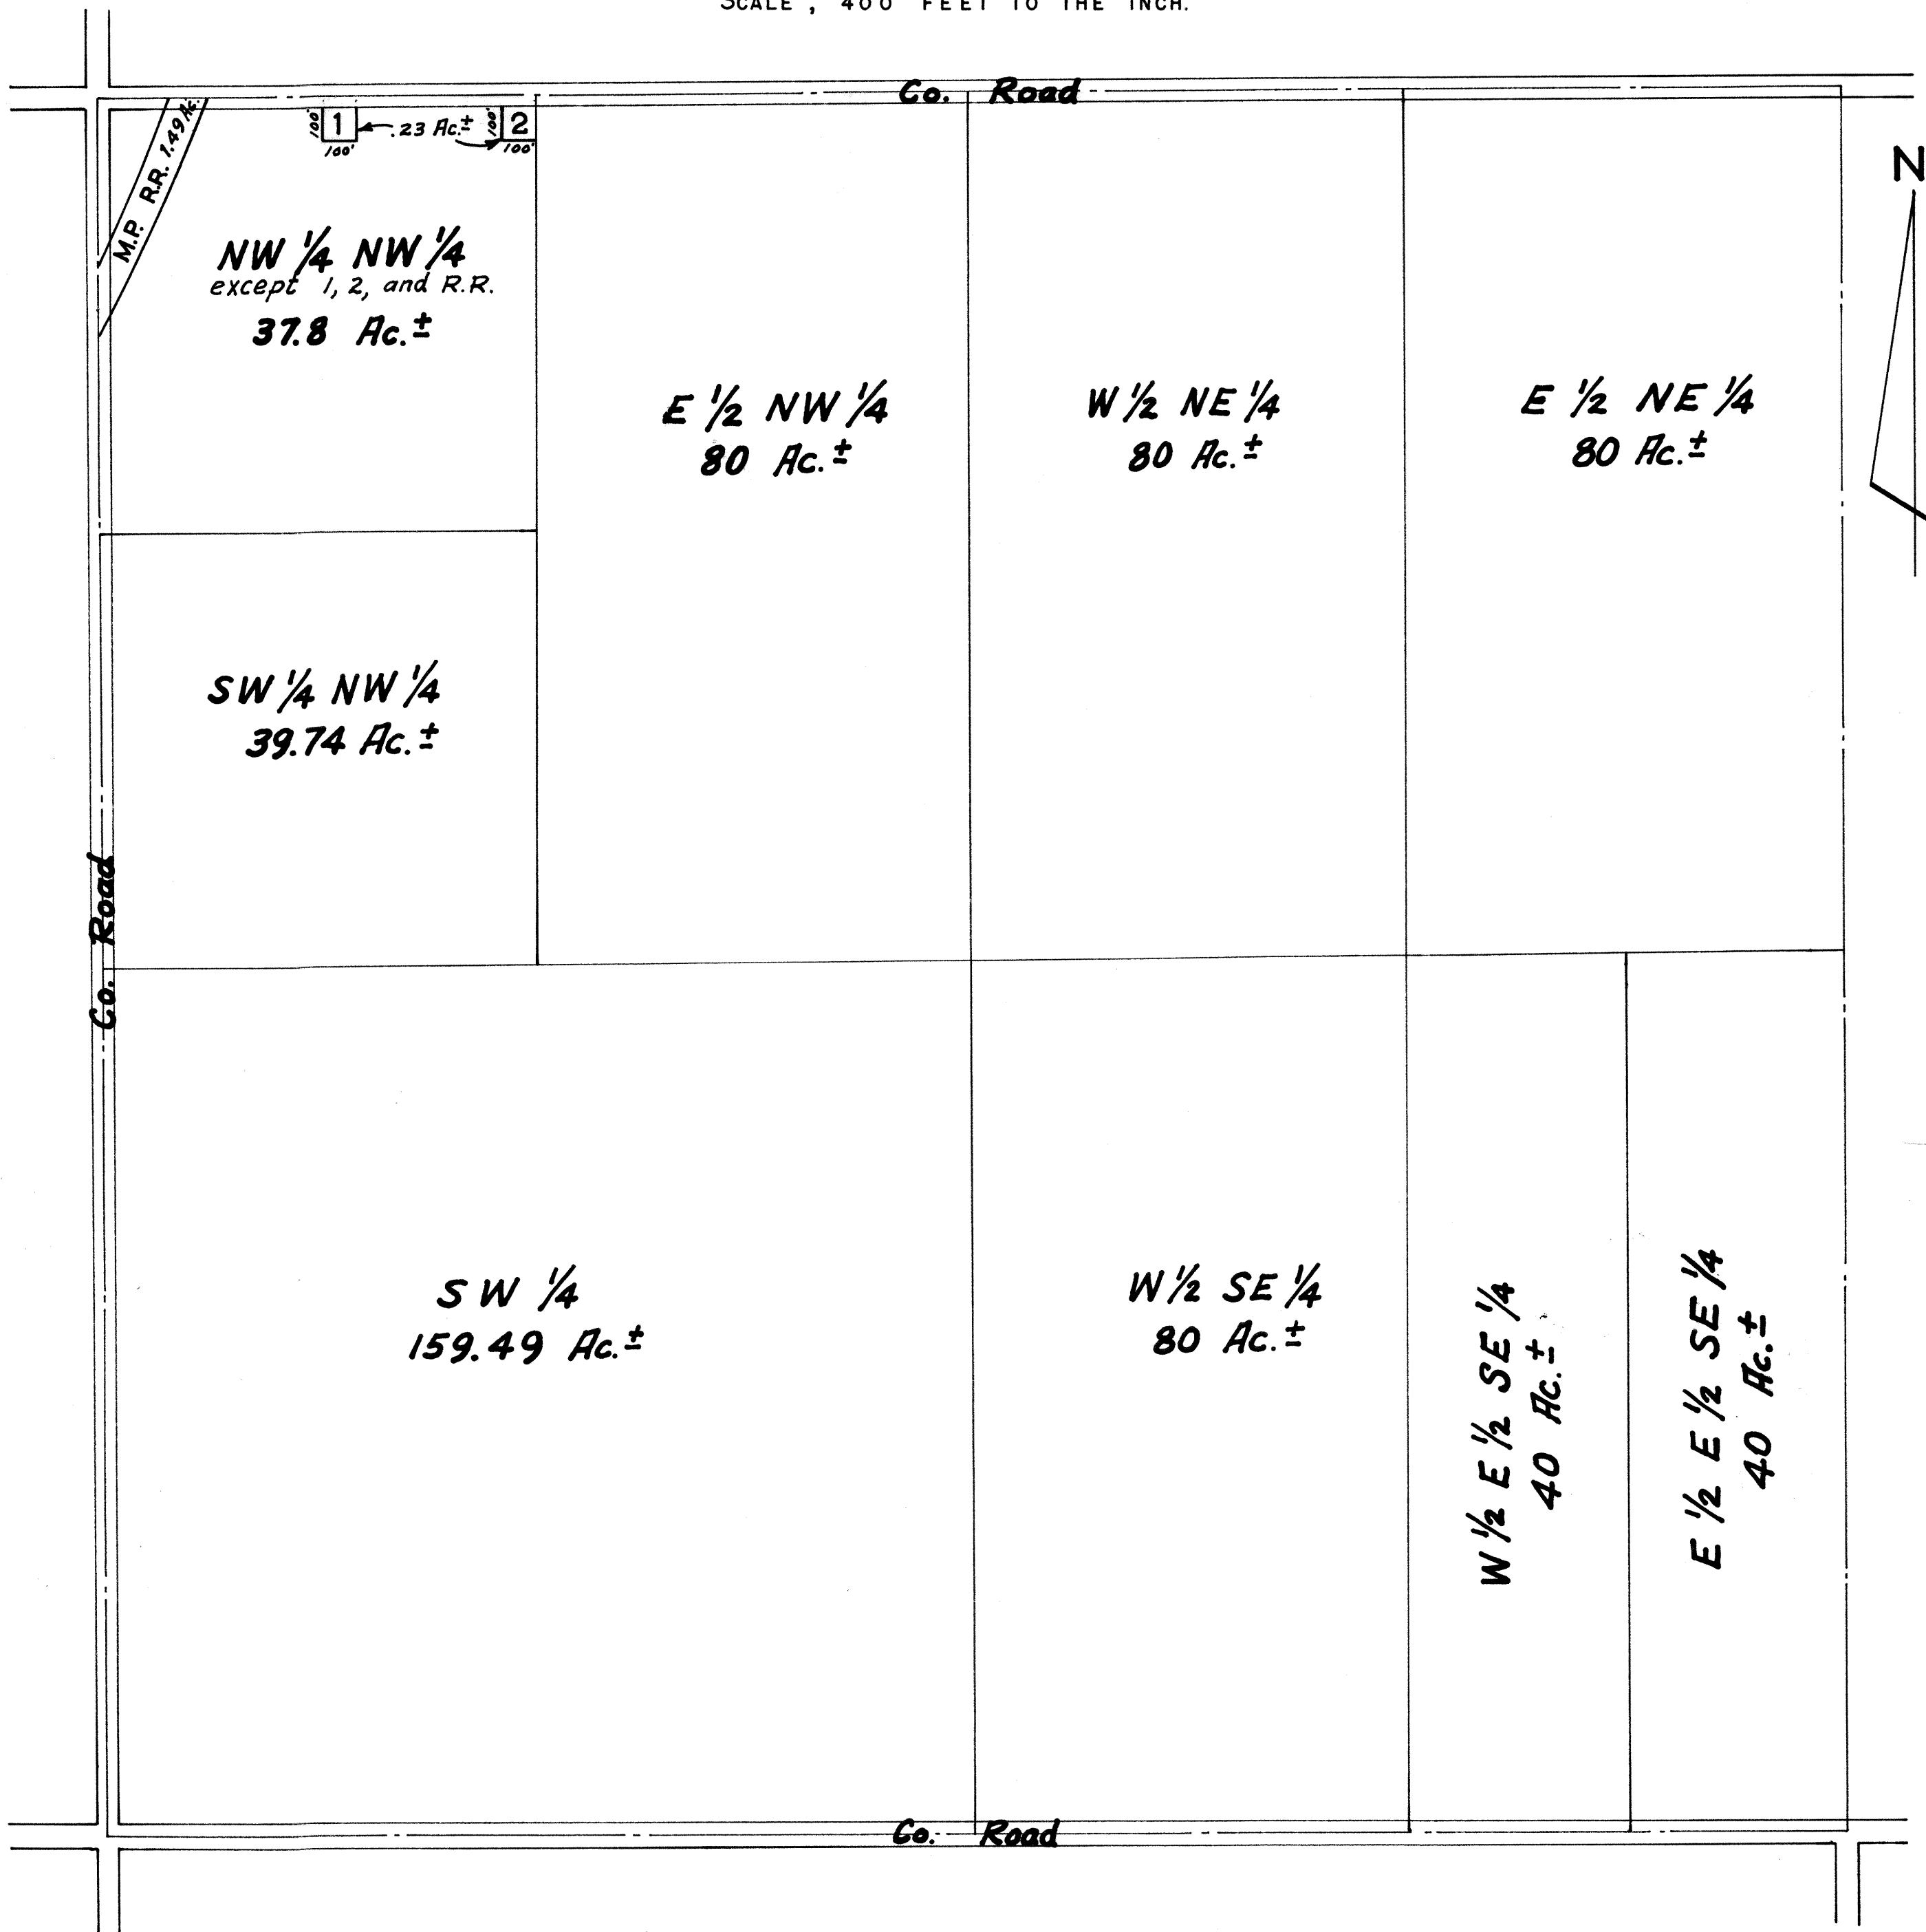 SCALE, 400 FEET TO THE INCH.
Co. Road
M.P. R.R. 1.49 Ac.
100'
1
.23 Ac.±
100'
2
100'
100'
N
NW ¼ NW ¼
except 1, 2, and R.R.
37.8 Ac.±
E ½ NW ¼
80 Ac.±
W ½ NE ¼
80 Ac.±
E ½ NE ¼
80 Ac.±
SW ¼ NW ¼
39.74 Ac.±
Co. Road
SW ¼
159.49 Ac.±
W ½ SE ¼
80 Ac.±
W ½ E ½ SE ¼
40 Ac.±
E ½ E ½ SE ¼
40 Ac.±
Co. Road